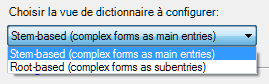 Choisir la vue de dictionnaire à configurer:
Stem-based (complex forms as main entries)
Stem-based (complex forms as main entries)
Root-based (complex forms as subentries)